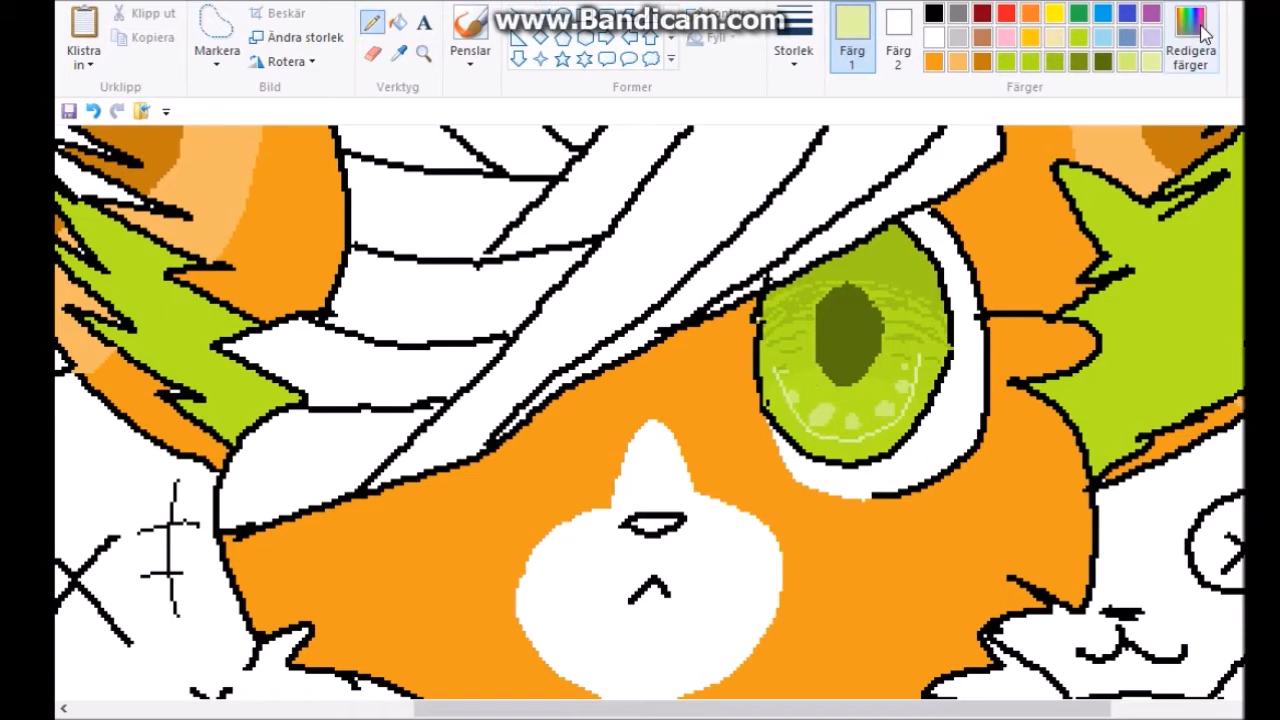 www.Bandicam.com
Klistra in
Klipp ut
Kopiera
Urklipp
Markera
Beskär
Ändra storlek
Rotera
Bild
A
Verktyg
Penslar
Fyll
Former
Storlek
Färg 1
Färg 2
Redigera färger
Färger